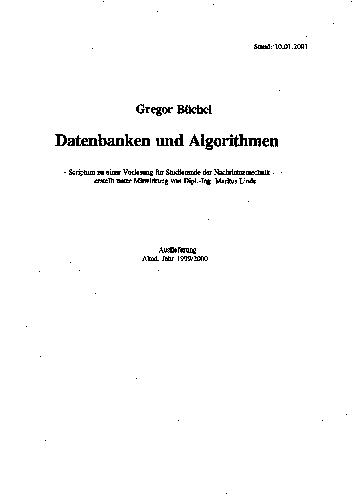 Stand: 10.01.2001
Gregor Büchel
Datenbanken und Algorithmen
- Scriptum zu einer Vorlesung für Studierende der Nachrichtentechnik -
erstellt unter Mitwirkung von Dipl.-Ing. Markus Linde
Auslieferung
Akad. Jahr 1999/2000